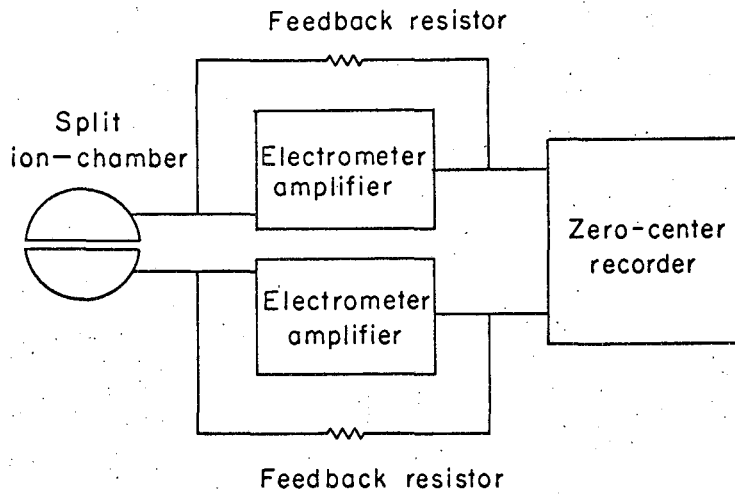 Feedback resistor
Split
ion-chamber
Electrometer
amplifier
Zero-center
recorder
Electrometer
amplifier
Feedback resistor